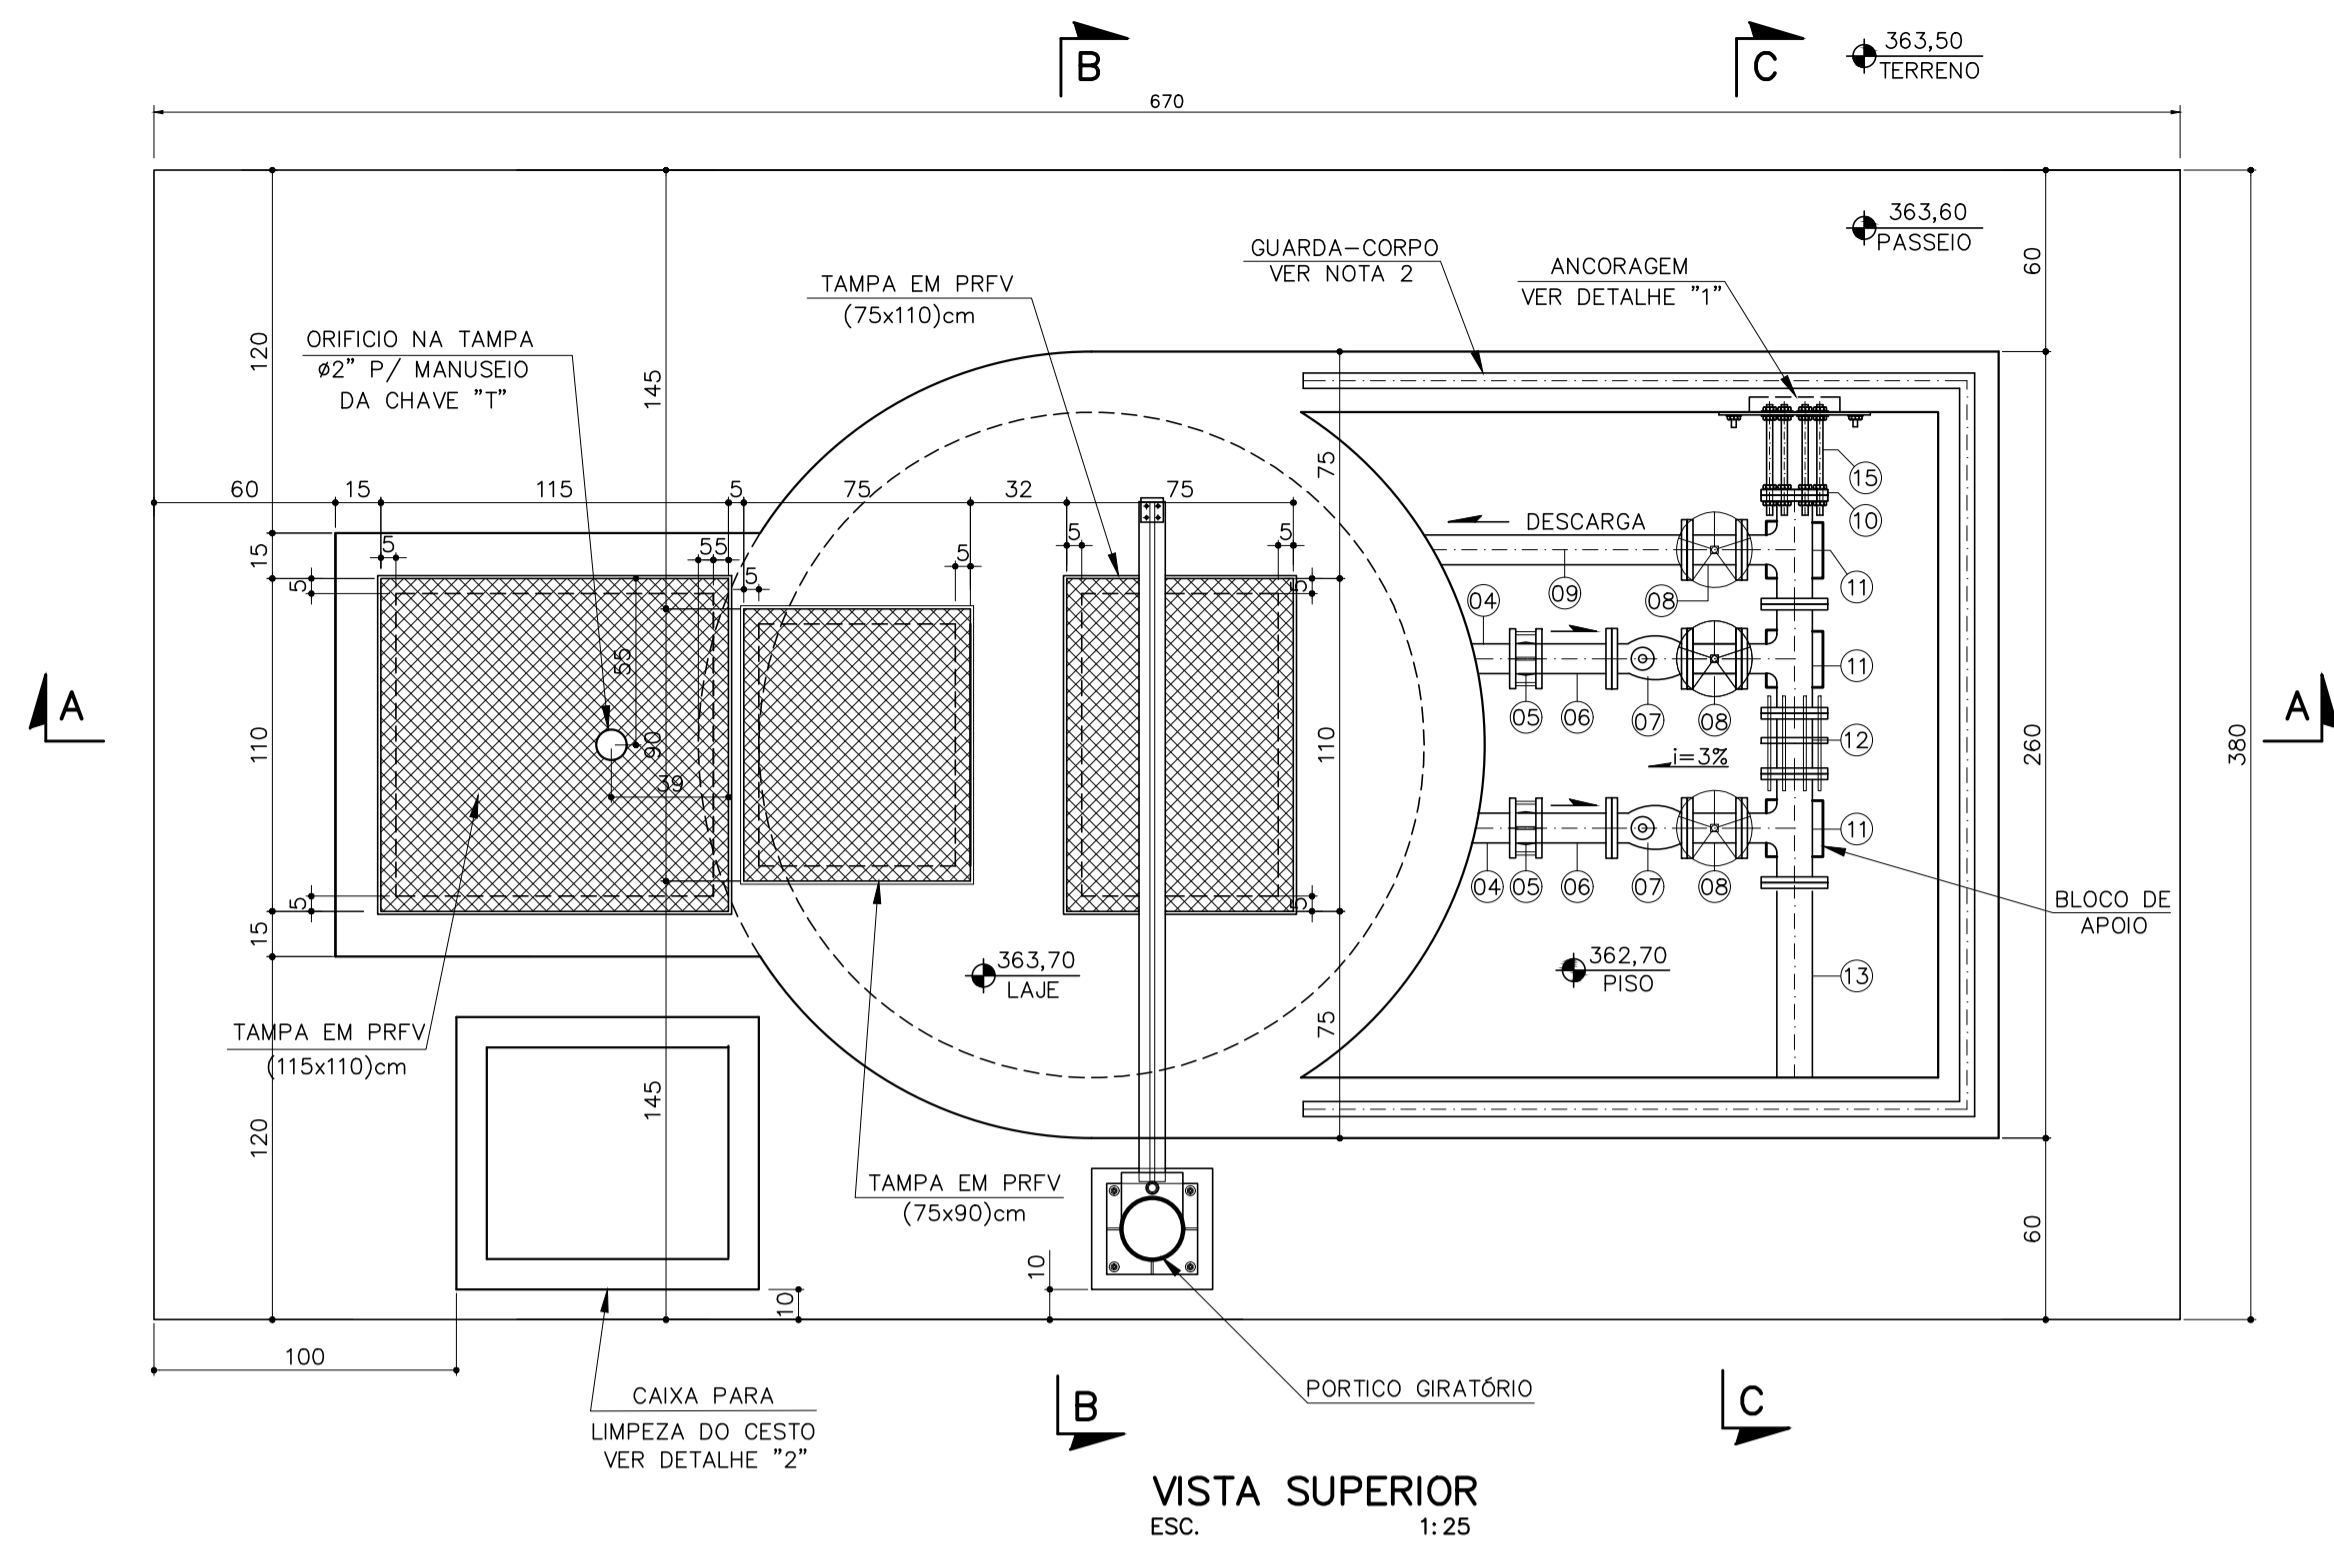 B
C
363,50
TERRENO
670
363,60
PASSEIO
60
GUARDA-CORPO
VER NOTA 2
ANCORAGEM
VER DETALHE "1"
TAMPA EM PRFV
(75x110)cm
ORIFICIO NA TAMPA
ø2" P/ MANUSEIO
DA CHAVE "T"
120
145
75
60
15
115
5
75
32
75
15
10
DESCARGA
5
55
5
5
5
5
15
5
5
11
04
09
08
55
11
A
90
39
110
110
05
06
07
08
12
260
380
A
i=3%
11
04
05
06
07
08
5
5
15
BLOCO DE
APOIO
363,70
LAJE
362,70
PISO
13
TAMPA EM PRFV
(115x110)cm
75
145
120
TAMPA EM PRFV
(75x90)cm
60
10
10
100
CAIXA PARA
LIMPEZA DO CESTO
VER DETALHE "2"
PORTICO GIRATÓRIO
B
C
VISTA SUPERIOR
ESC. 1:25